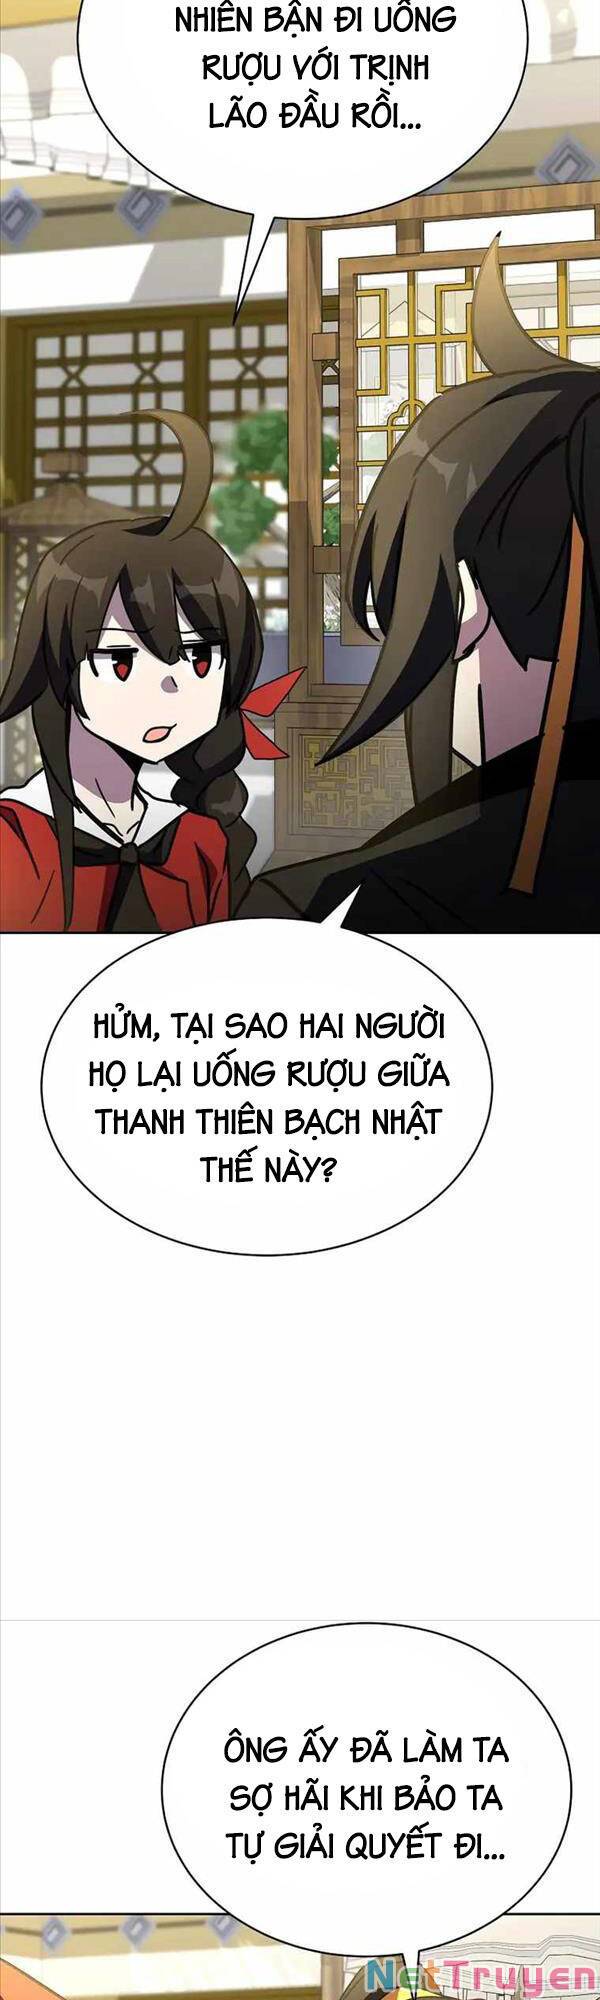 NHIÊN BẬN ĐI UỐNG
RƯỢU VỚI TRỊNH
LÃO ĐẦU RỒI...
HỬM, TẠI SAO HAI NGƯỜI
HỌ LẠI UỐNG RƯỢU GIỮA
THANH THIÊN BẠCH NHẬT
THẾ NÀY?
ÔNG ẤY ĐÃ LÀM TA
SỢ HÃI KHI BẢO TA
TỰ GIẢI QUYẾT ĐI...
NetTruyen